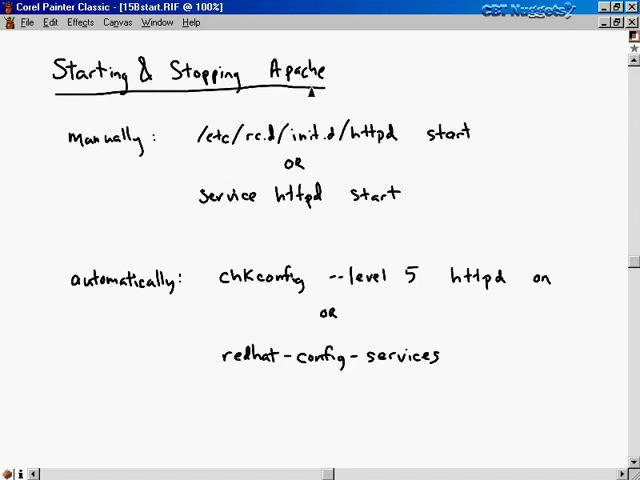 Corel Painter Classic - [15Bstart.RIF @ 100%]
CBT Nuggets
File Edit Effects Canvas Window Help
Starting & Stopping Apache
manually: /etc/rc.d/init.d/httpd start
OR
service httpd start
automatically: chkconfig --level 5 httpd on
OR
redhat-config-services